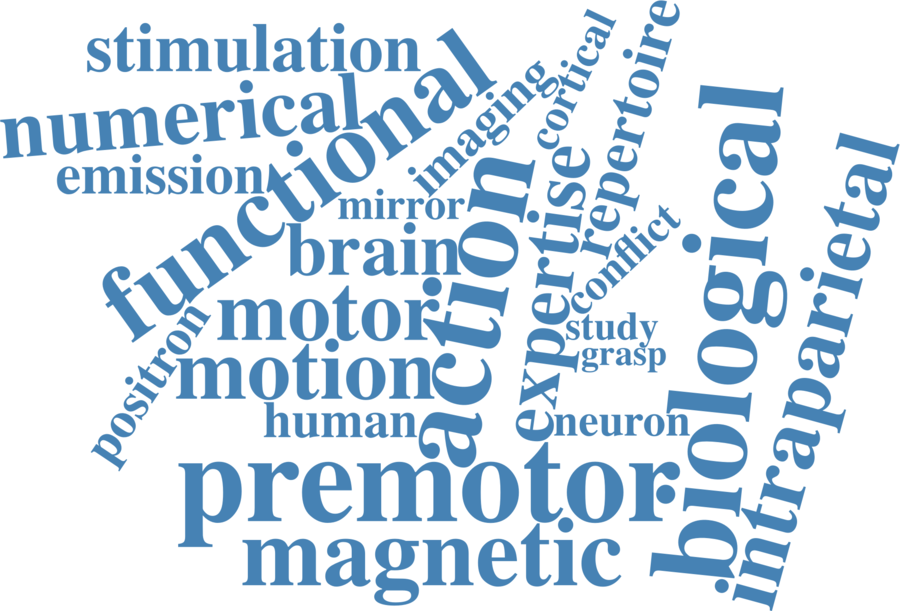 stimulation
numerical
emission
functional
imaging
cortical
repertoire
mirror
brain
action
expertise
conflict
biological
intraparietal
motor
positron
motion
study
grasp
human
neuron
premotor
magnetic